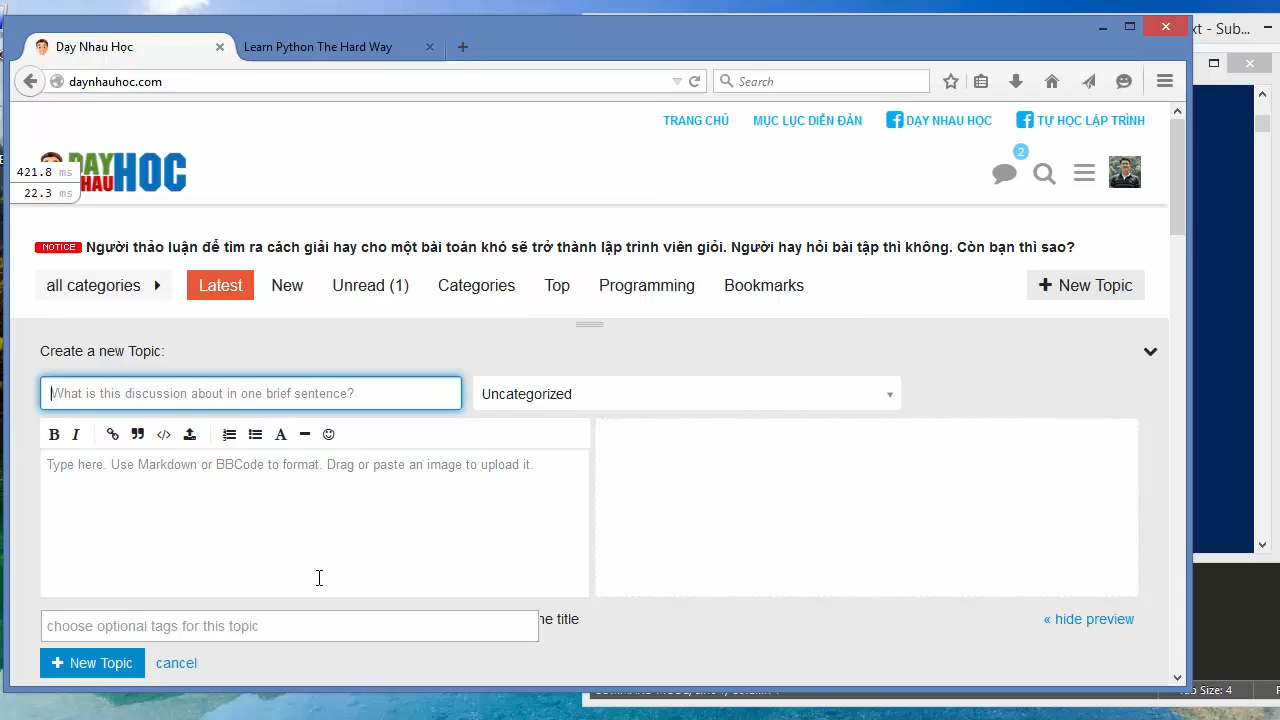 Dạy Nhau Học
Learn Python The Hard Way
xt - Sub...
daynhauhoc.com
Search
TRANG CHỦ
MỤC LỤC DIỄN ĐÀN
DẠY NHAU HỌC
TỰ HỌC LẬP TRÌNH
2
DAY
NHAU
HOC
421.8 ms
22.3 ms
NOTICE Người thảo luận để tìm ra cách giải hay cho một bài toán khó sẽ trở thành lập trình viên giỏi. Người hay hỏi bài tập thì không. Còn bạn thì sao?
all categories
Latest
New
Unread (1)
Categories
Top
Programming
Bookmarks
New Topic
Create a new Topic:
What is this discussion about in one brief sentence?
Uncategorized
B I
A
Type here. Use Markdown or BBCode to format. Drag or paste an image to upload it.
choose optional tags for this topic
he title
« hide preview
New Topic
cancel
Tab Size: 4